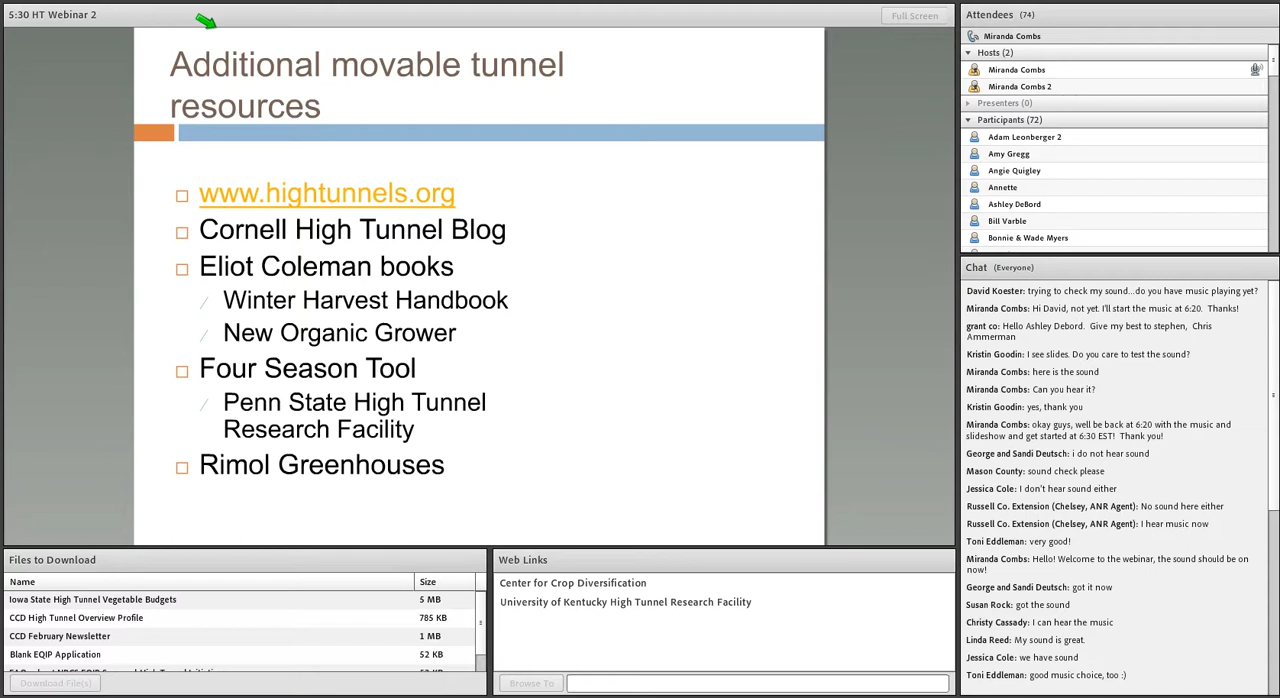 5:30 HT Webinar 2
Full Screen
Additional movable tunnel
resources
www.hightunnels.org
Cornell High Tunnel Blog
Eliot Coleman books
Winter Harvest Handbook
New Organic Grower
Four Season Tool
Penn State High Tunnel
Research Facility
Rimol Greenhouses
Files to Download
Name Size
Iowa State High Tunnel Vegetable Budgets 5 MB
CCD High Tunnel Overview Profile 785 KB
CCD February Newsletter 1 MB
Blank EQIP Application 52 KB
Download File(s)
Web Links
Center for Crop Diversification
University of Kentucky High Tunnel Research Facility
Browse To
Attendees (74)
Miranda Combs
Hosts (2)
Miranda Combs
Miranda Combs 2
Presenters (0)
Participants (72)
Adam Leonberger 2
Amy Gregg
Angie Quigley
Annette
Ashley DeBord
Bill Varble
Bonnie & Wade Myers
Chat (Everyone)
David Koester: trying to check my sound...do you have music playing yet?
Miranda Combs: Hi David, not yet. I'll start the music at 6:20. Thanks!
grant co: Hello Ashley Debord. Give my best to stephen, Chris
Ammerman
Kristin Goodin: I see slides. Do you care to test the sound?
Miranda Combs: here is the sound
Miranda Combs: Can you hear it?
Kristin Goodin: yes, thank you
Miranda Combs: okay guys, well be back at 6:20 with the music and
slideshow and get started at 6:30 EST! Thank you!
George and Sandi Deutsch: i do not hear sound
Mason County: sound check please
Jessica Cole: I don't hear sound either
Russell Co. Extension (Chelsey, ANR Agent): No sound here either
Russell Co. Extension (Chelsey, ANR Agent): I hear music now
Toni Eddleman: very good!
Miranda Combs: Hello! Welcome to the webinar, the sound should be on
now!
George and Sandi Deutsch: got it now
Susan Rock: got the sound
Christy Cassady: I can hear the music
Linda Reed: My sound is great.
Jessica Cole: we have sound
Toni Eddleman: good music choice, too :)